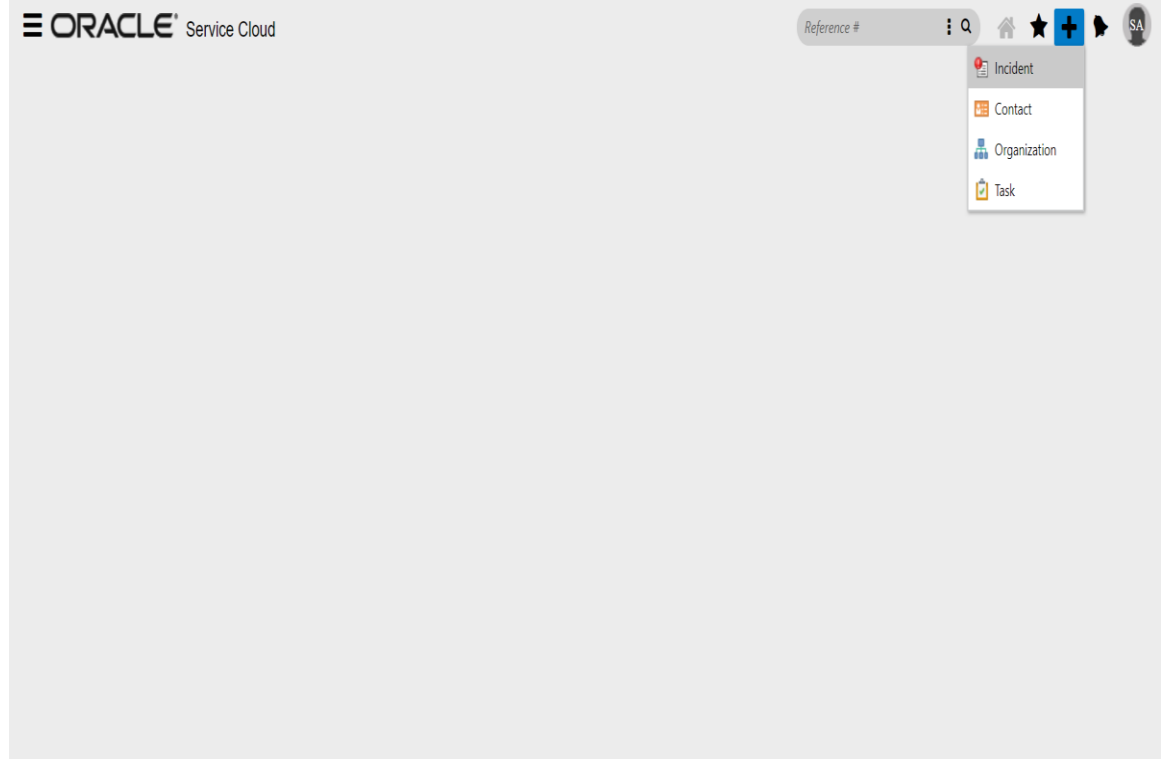 ORACLE® Service Cloud
Reference #
SA
Incident
Contact
Organization
Task